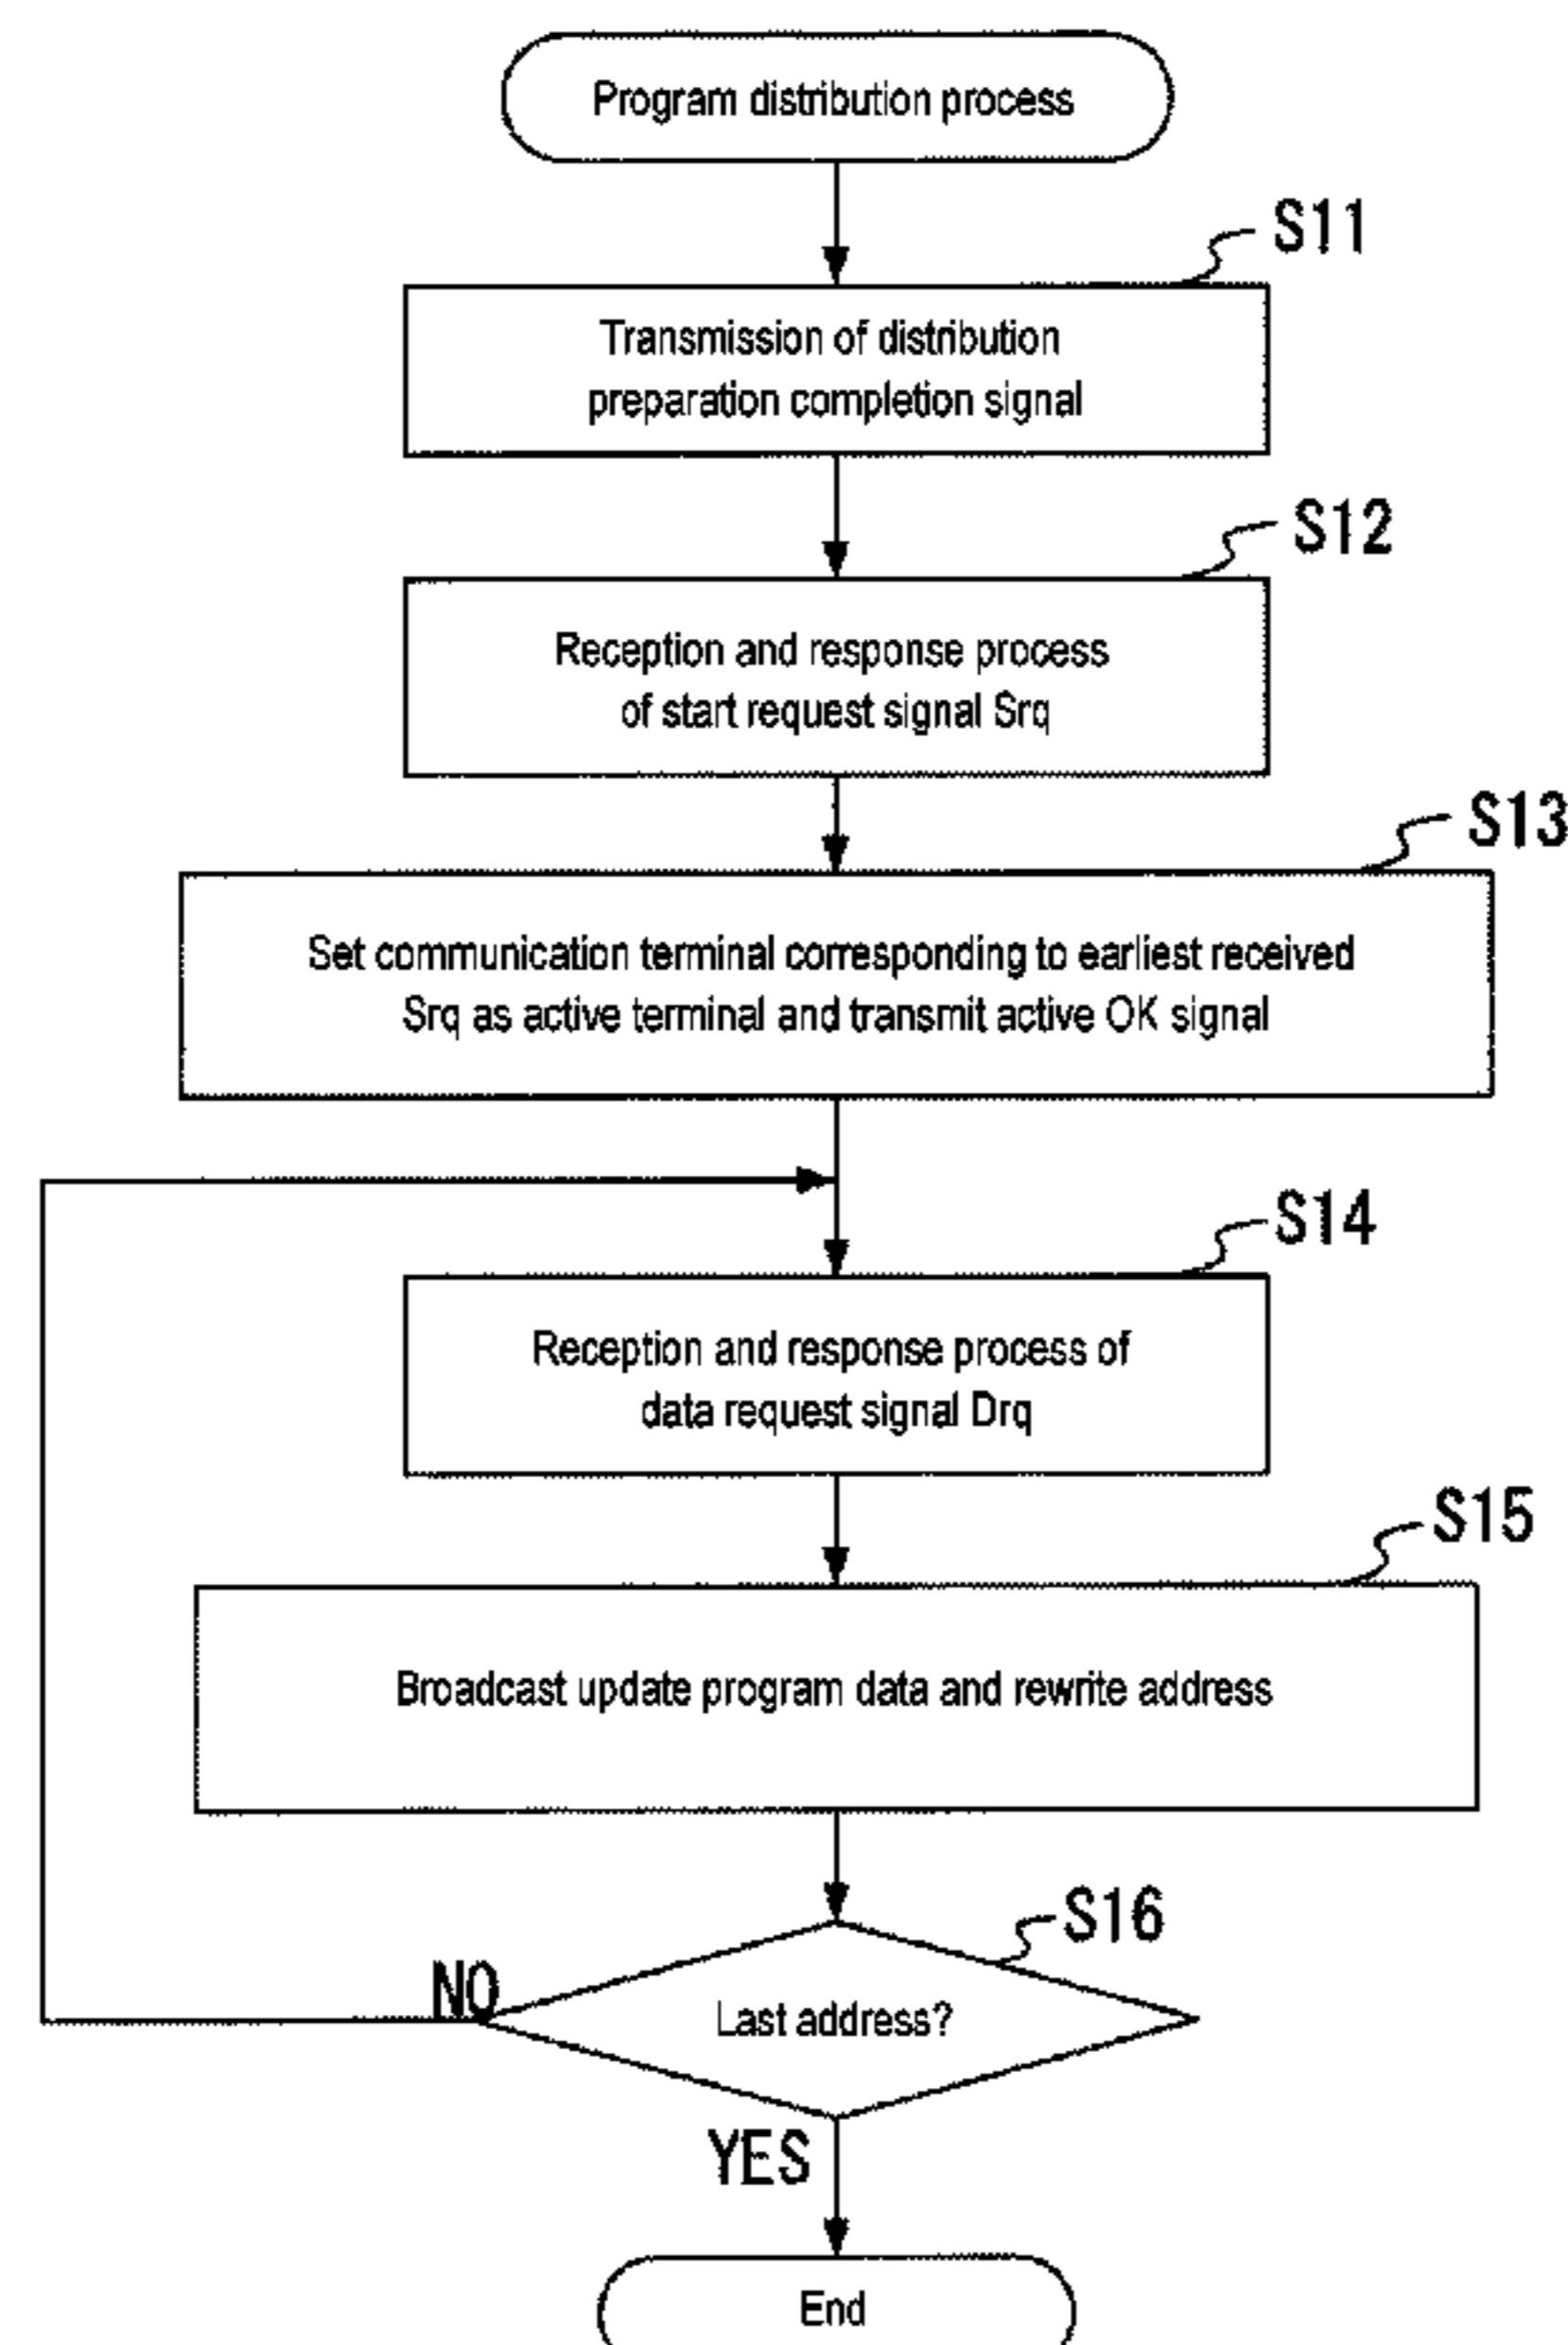 Program distribution process
S11
Transmission of distribution
preparation completion signal
S12
Reception and response process
of start request signal Srq
S13
Set communication terminal corresponding to earliest received
Srq as active terminal and transmit active OK signal
S14
Reception and response process of
data request signal Drq
S15
Broadcast update program data and rewrite address
S16
NO
Last address?
YES
End